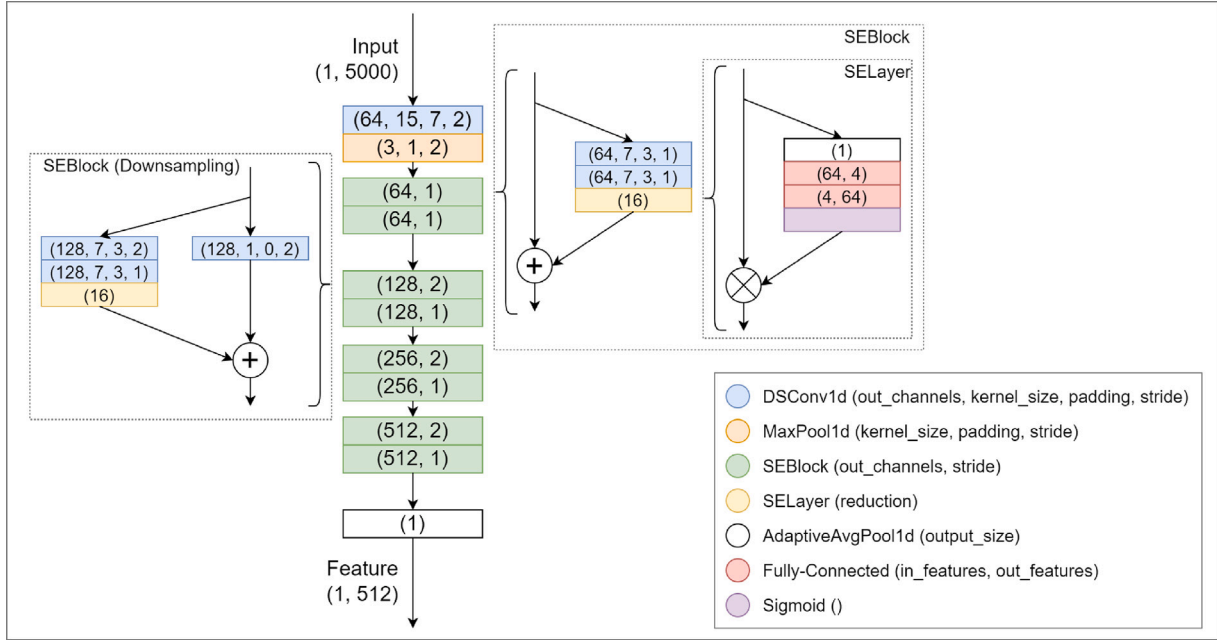 Input
(1, 5000)
(64, 15, 7, 2)
(3, 1, 2)
(64, 1)
(64, 1)
(128, 2)
(128, 1)
(256, 2)
(256, 1)
(512, 2)
(512, 1)
(1)
Feature
(1, 512)
SEBlock (Downsampling)
(128, 7, 3, 2)
(128, 7, 3, 1)
(16)
(128, 1, 0, 2)
+
SEBlock
(64, 7, 3, 1)
(64, 7, 3, 1)
(16)
+
SELayer
(1)
(64, 4)
(4, 64)
DSConv1d (out_channels, kernel_size, padding, stride)
MaxPool1d (kernel_size, padding, stride)
SEBlock (out_channels, stride)
SELayer (reduction)
AdaptiveAvgPool1d (output_size)
Fully-Connected (in_features, out_features)
Sigmoid ()